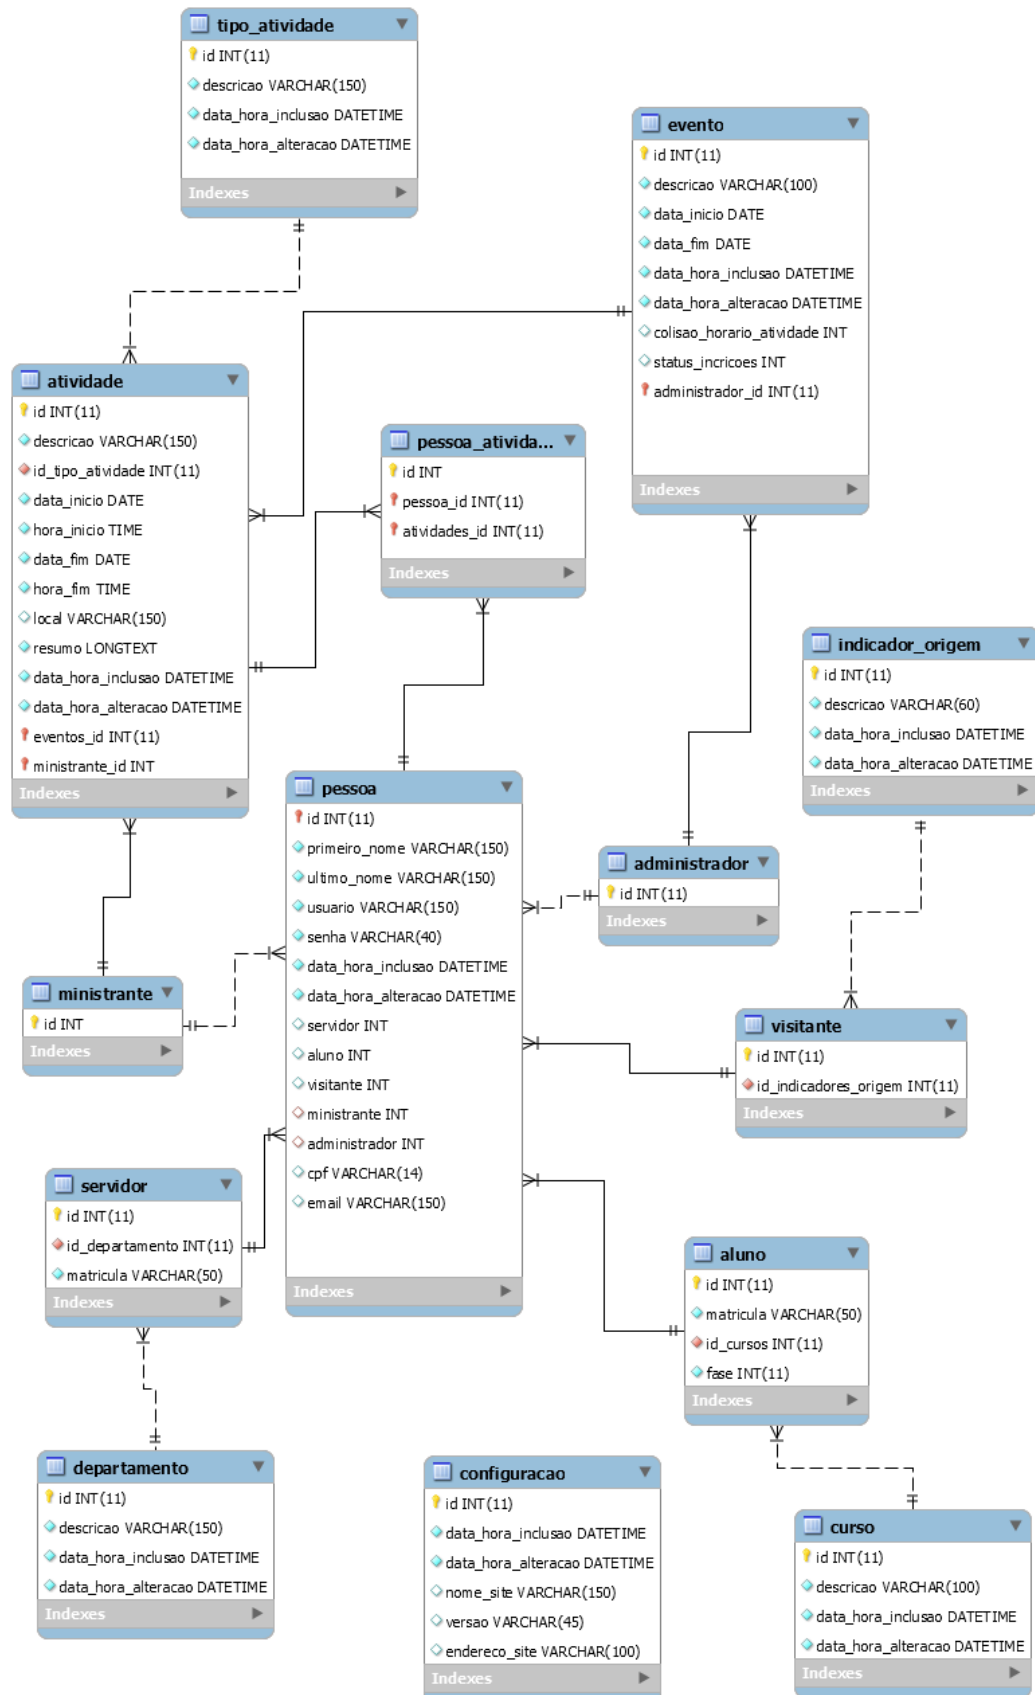 tipo_atividade
id INT(11)
descricao VARCHAR(150)
data_hora_inclusao DATETIME
data_hora_alteracao DATETIME
Indexes
evento
id INT(11)
descricao VARCHAR(100)
data_inicio DATE
data_fim DATE
data_hora_inclusao DATETIME
data_hora_alteracao DATETIME
colisao_horario_atividade INT
status_incricoes INT
administrador_id INT(11)
Indexes
atividade
id INT(11)
descricao VARCHAR(150)
id_tipo_atividade INT(11)
data_inicio DATE
hora_inicio TIME
data_fim DATE
hora_fim TIME
local VARCHAR(150)
resumo LONGTEXT
data_hora_inclusao DATETIME
data_hora_alteracao DATETIME
eventos_id INT(11)
ministrante_id INT
Indexes
pessoa_ativida...
id INT
pessoa_id INT(11)
atividades_id INT(11)
Indexes
indicador_origem
id INT(11)
descricao VARCHAR(60)
data_hora_inclusao DATETIME
data_hora_alteracao DATETIME
Indexes
pessoa
id INT(11)
primeiro_nome VARCHAR(150)
ultimo_nome VARCHAR(150)
usuario VARCHAR(150)
senha VARCHAR(40)
data_hora_inclusao DATETIME
data_hora_alteracao DATETIME
servidor INT
aluno INT
visitante INT
ministrante INT
administrador INT
cpf VARCHAR(14)
email VARCHAR(150)
Indexes
administrador
id INT(11)
Indexes
ministrante
id INT
Indexes
visitante
id INT(11)
id_indicadores_origem INT(11)
Indexes
servidor
id INT(11)
id_departamento INT(11)
matricula VARCHAR(50)
Indexes
aluno
id INT(11)
matricula VARCHAR(50)
id_cursos INT(11)
fase INT(11)
Indexes
departamento
id INT(11)
descricao VARCHAR(150)
data_hora_inclusao DATETIME
data_hora_alteracao DATETIME
Indexes
configuracao
id INT(11)
data_hora_inclusao DATETIME
data_hora_alteracao DATETIME
nome_site VARCHAR(150)
versao VARCHAR(45)
endereco_site VARCHAR(100)
Indexes
curso
id INT(11)
descricao VARCHAR(100)
data_hora_inclusao DATETIME
data_hora_alteracao DATETIME
Indexes